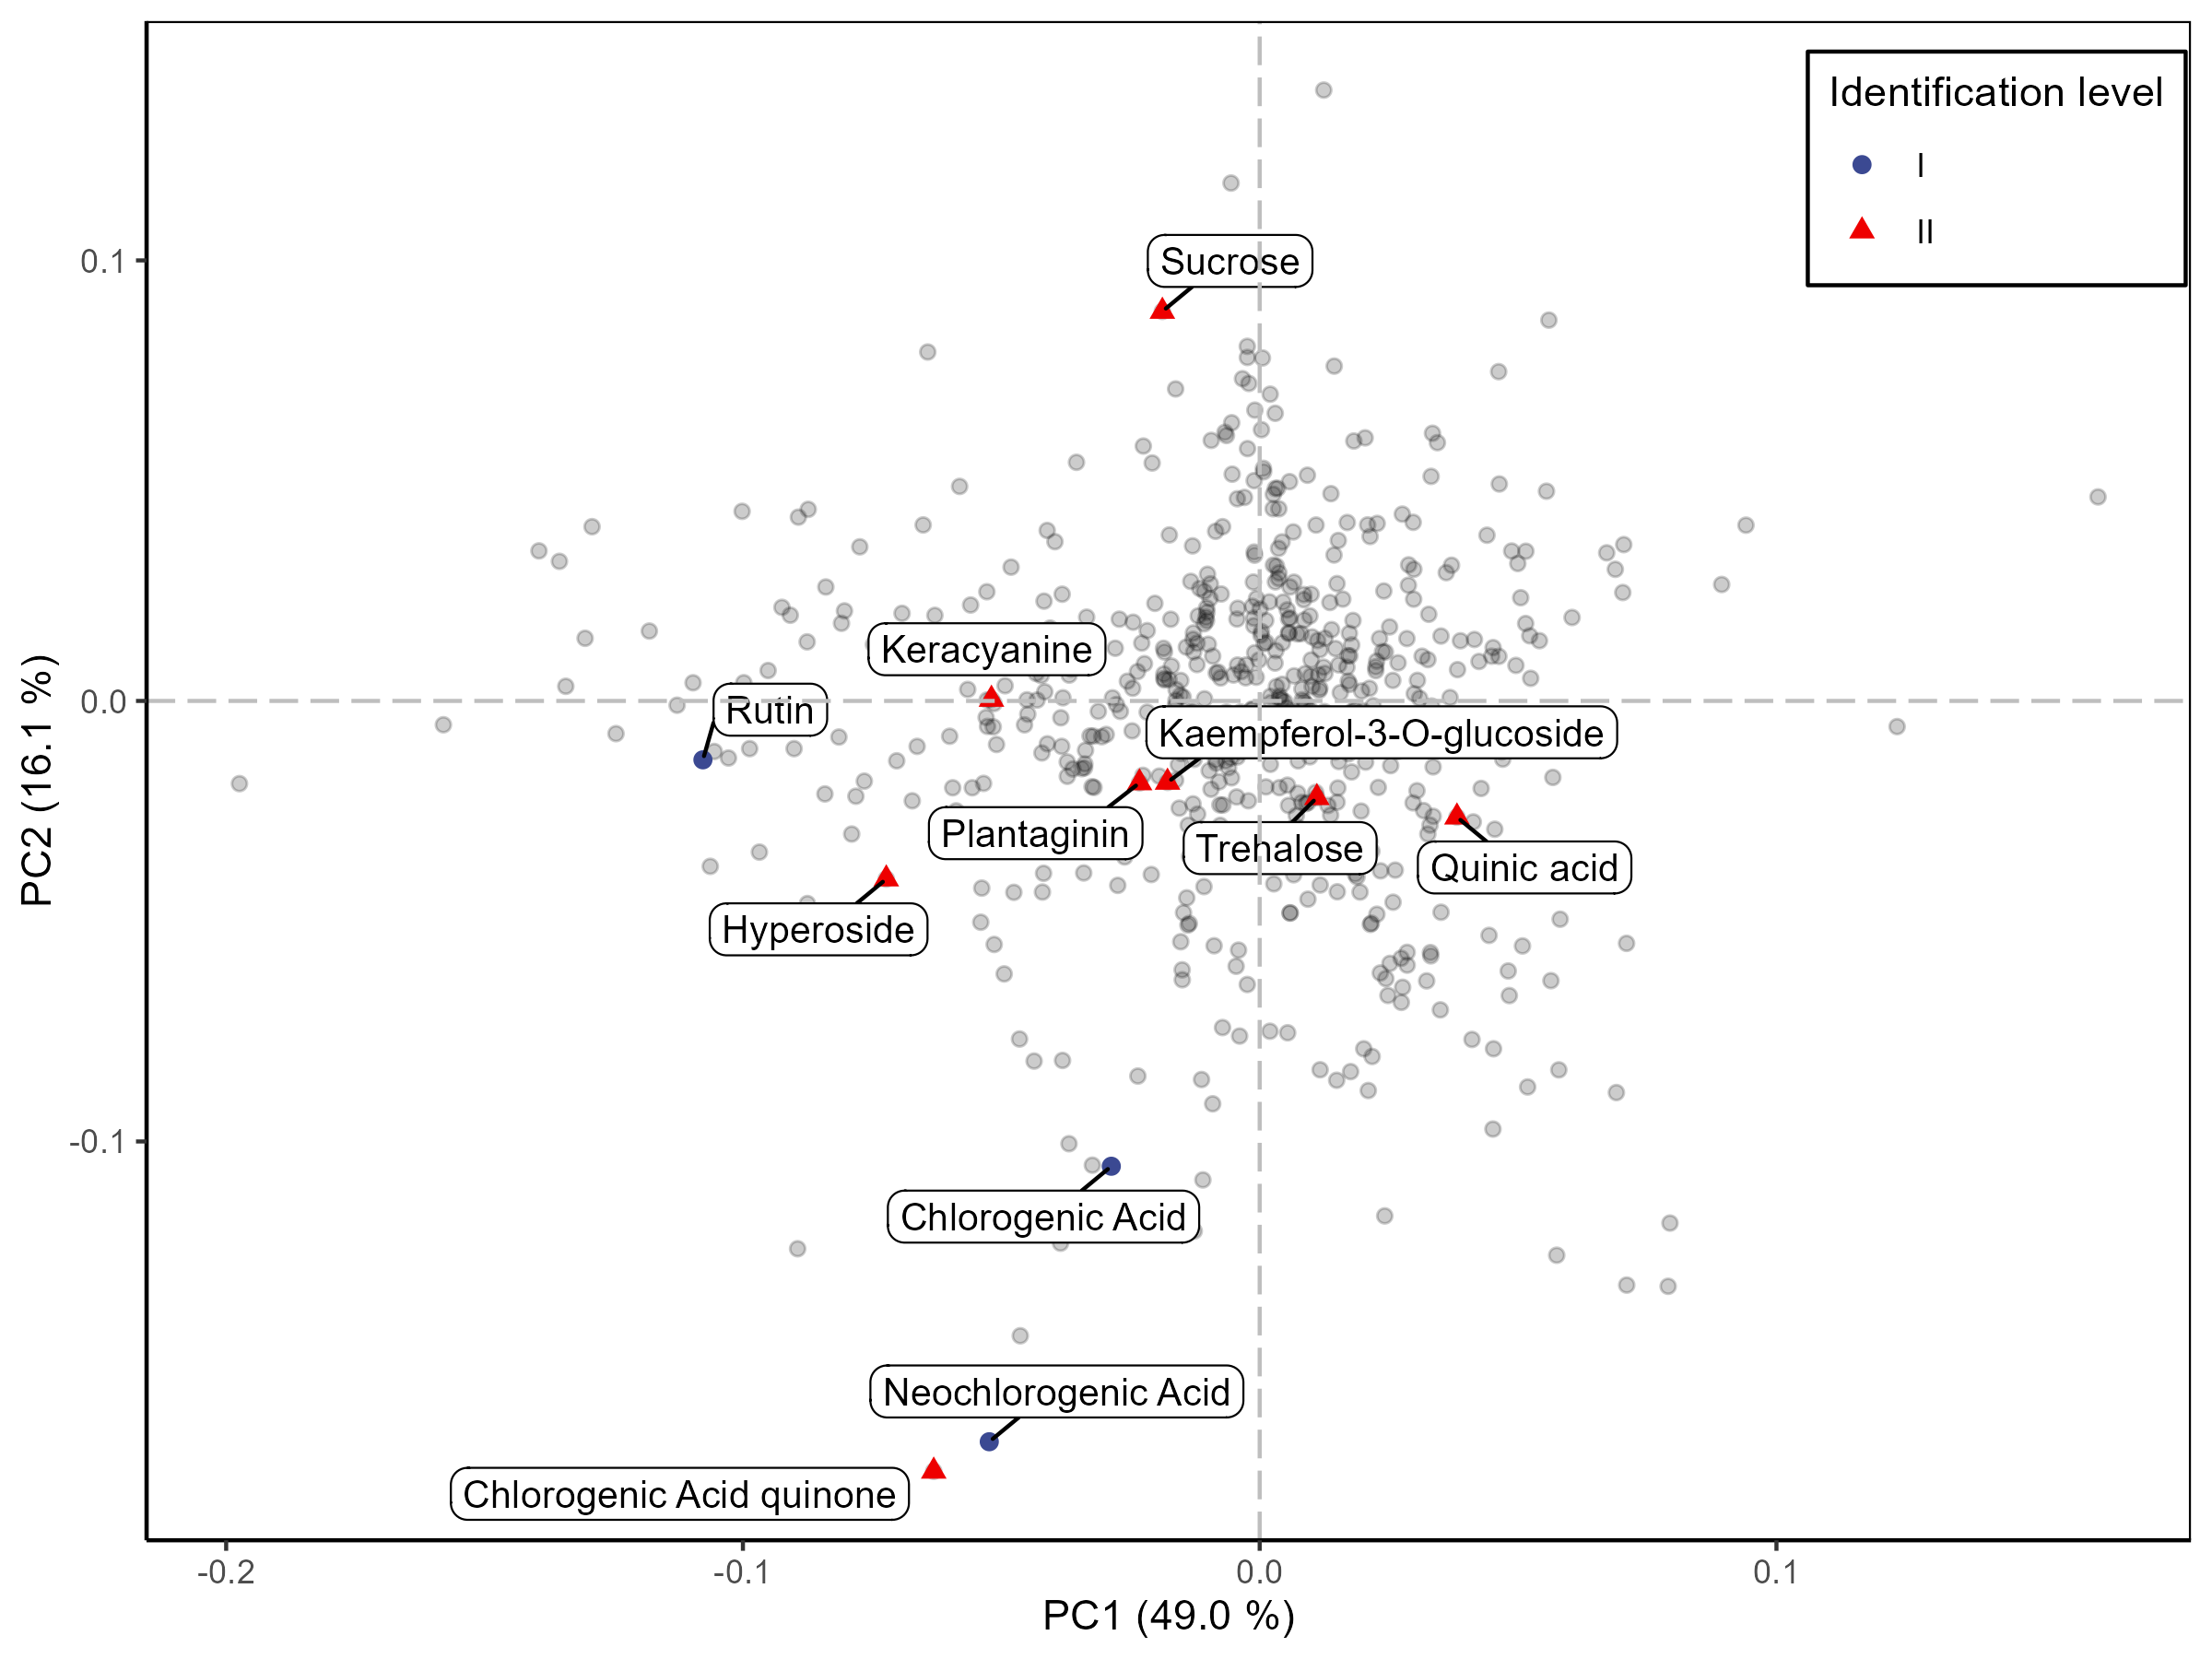 Identification level
I
II
Sucrose
0.1
Keracyanine
0.0
Rutin
Kaempferol-3-O-glucoside
Plantaginin
Trehalose
Quinic acid
Hyperoside
PC2 (16.1 %)
-0.1
Chlorogenic Acid
Neochlorogenic Acid
Chlorogenic Acid quinone
-0.2
-0.1
0.0
0.1
PC1 (49.0 %)